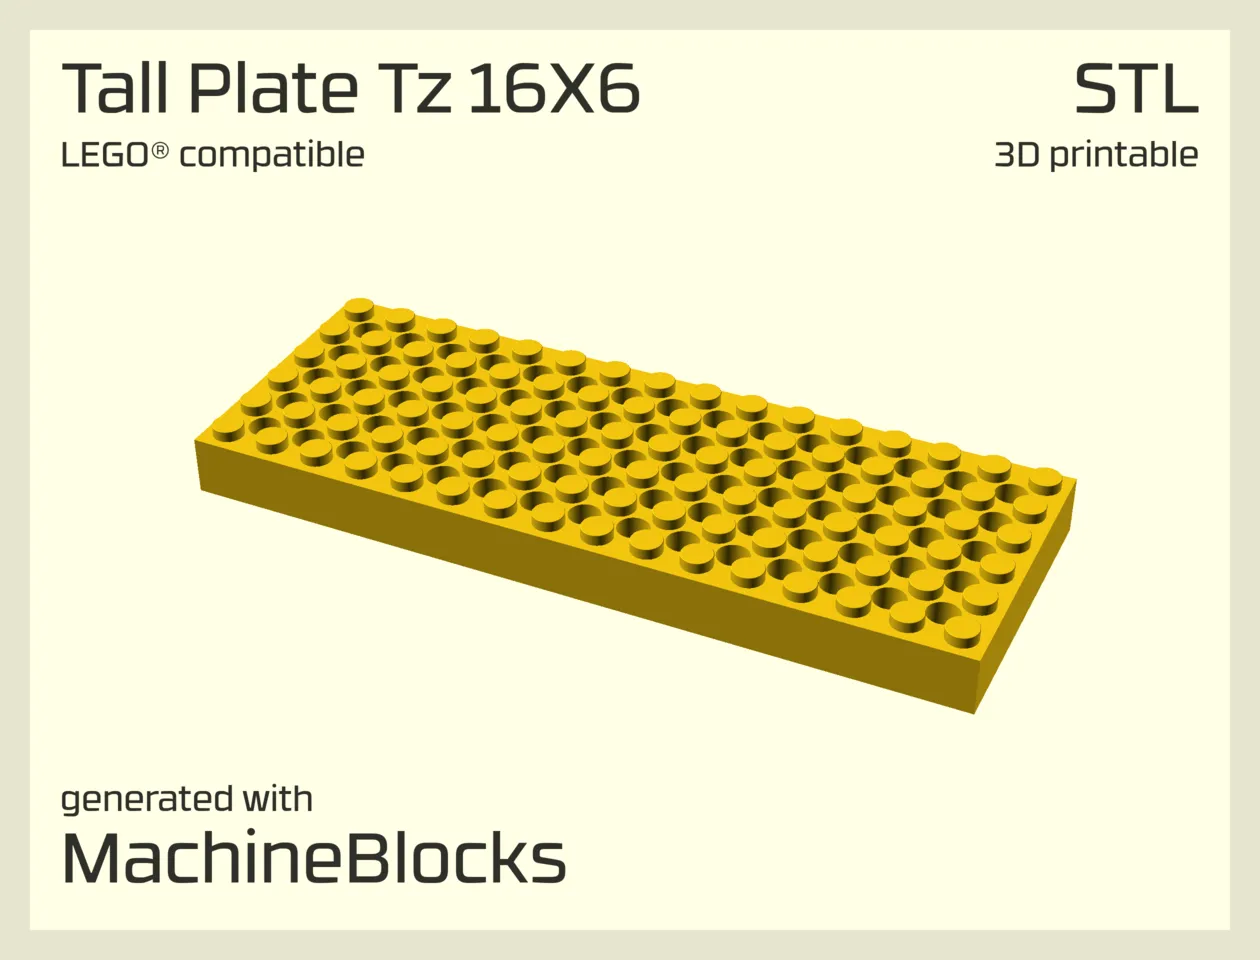 Tall Plate Tz 16X6
STL
LEGO® compatible
3D printable
generated with
MachineBlocks